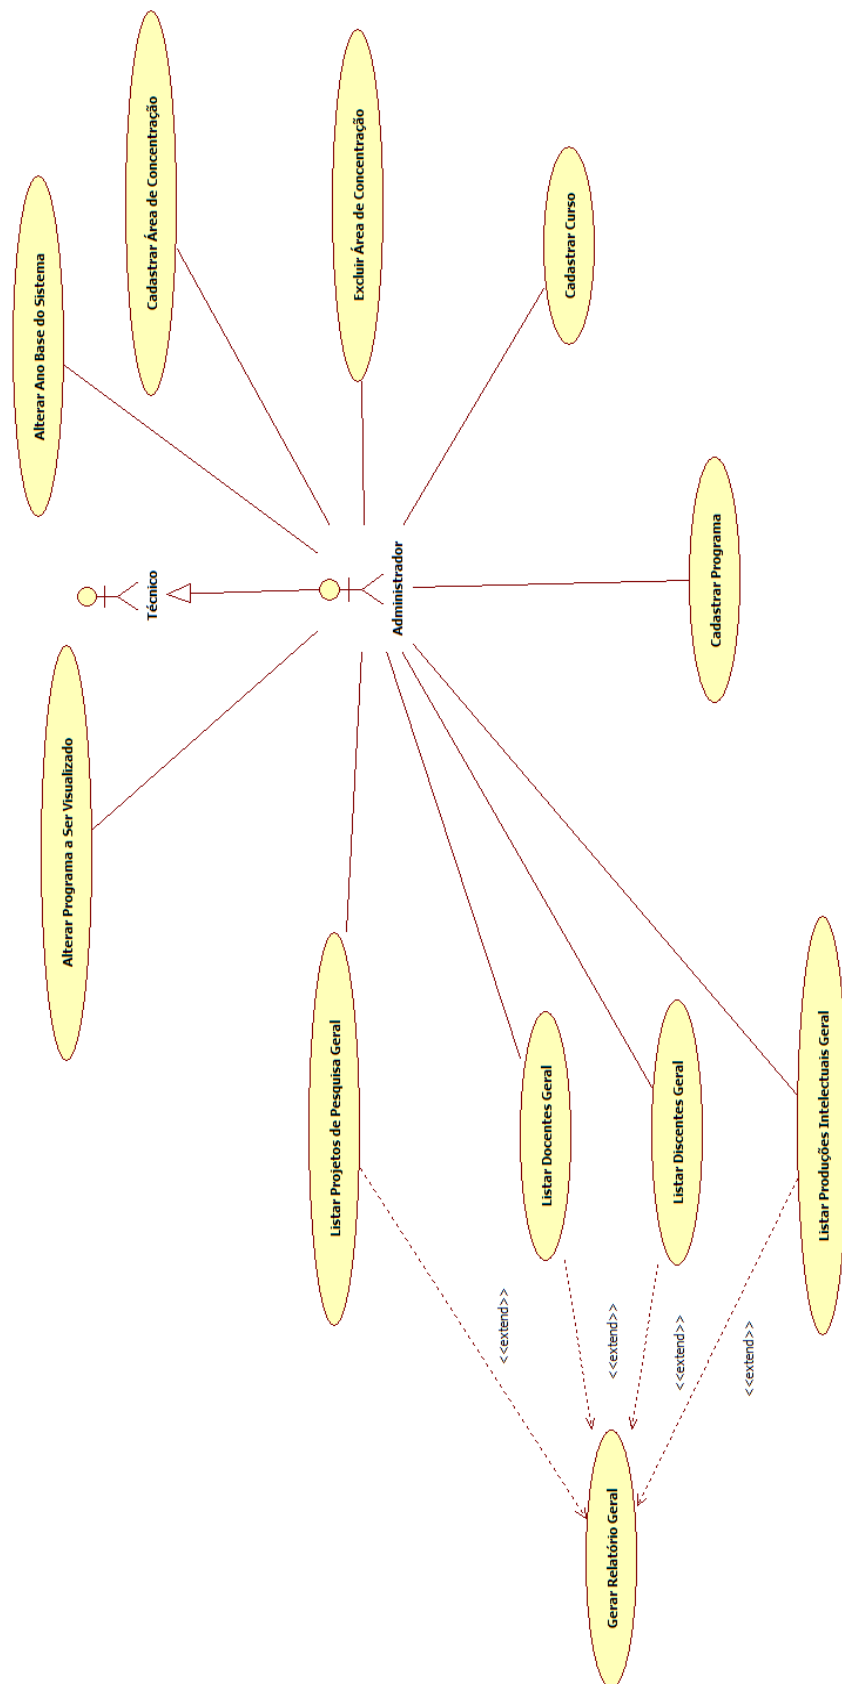 Alterar Ano Base do Sistema
Cadastrar Área de Concentração
Excluir Área de Concentração
Cadastrar Curso
Técnico
Administrador
Cadastrar Programa
Alterar Programa a Ser Visualizado
Listar Projetos de Pesquisa Geral
Listar Docentes Geral
Listar Discentes Geral
Listar Produções Intelectuais Geral
<<extend>>
<<extend>>
<<extend>>
<<extend>>
Gerar Relatório Geral